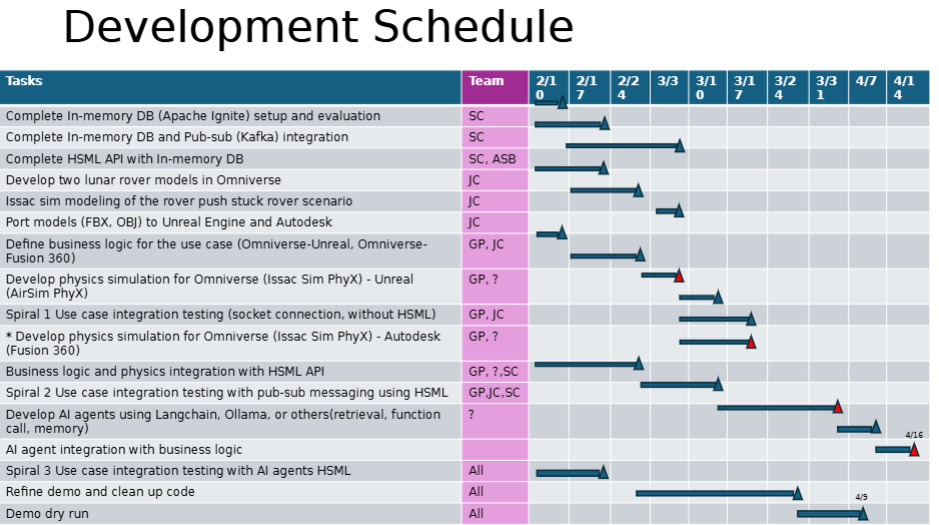 Development Schedule
Tasks Team 2/10 2/17 2/24 3/3 3/10 3/17 3/24 3/31 4/7 4/14
Complete In-memory DB (Apache Ignite) setup and evaluation SC
Complete In-memory DB and Pub-sub (Kafka) integration SC
Complete HSML API with In-memory DB SC, ASB
Develop two lunar rover models in Omniverse JC
Issac sim modeling of the rover push stuck rover scenario JC
Port models (FBX, OBJ) to Unreal Engine and Autodesk JC
Define business logic for the use case (Omniverse-Unreal, Omniverse- GP, JC
Fusion 360)
Develop physics simulation for Omniverse (Issac Sim PhyX) - Unreal GP, ?
(AirSim PhyX)
Spiral 1 Use case integration testing (socket connection, without HSML) GP, JC
* Develop physics simulation for Omniverse (Issac Sim PhyX) - Autodesk GP, ?
(Fusion 360)
Business logic and physics integration with HSML API GP, ?,SC
Spiral 2 Use case integration testing with pub-sub messaging using HSML GP,JC,SC
Develop AI agents using Langchain, Ollama, or others(retrieval, function ?
call, memory)
4/16
AI agent integration with business logic
Spiral 3 Use case integration testing with AI agents HSML All
Refine demo and clean up code All
4/9
Demo dry run All